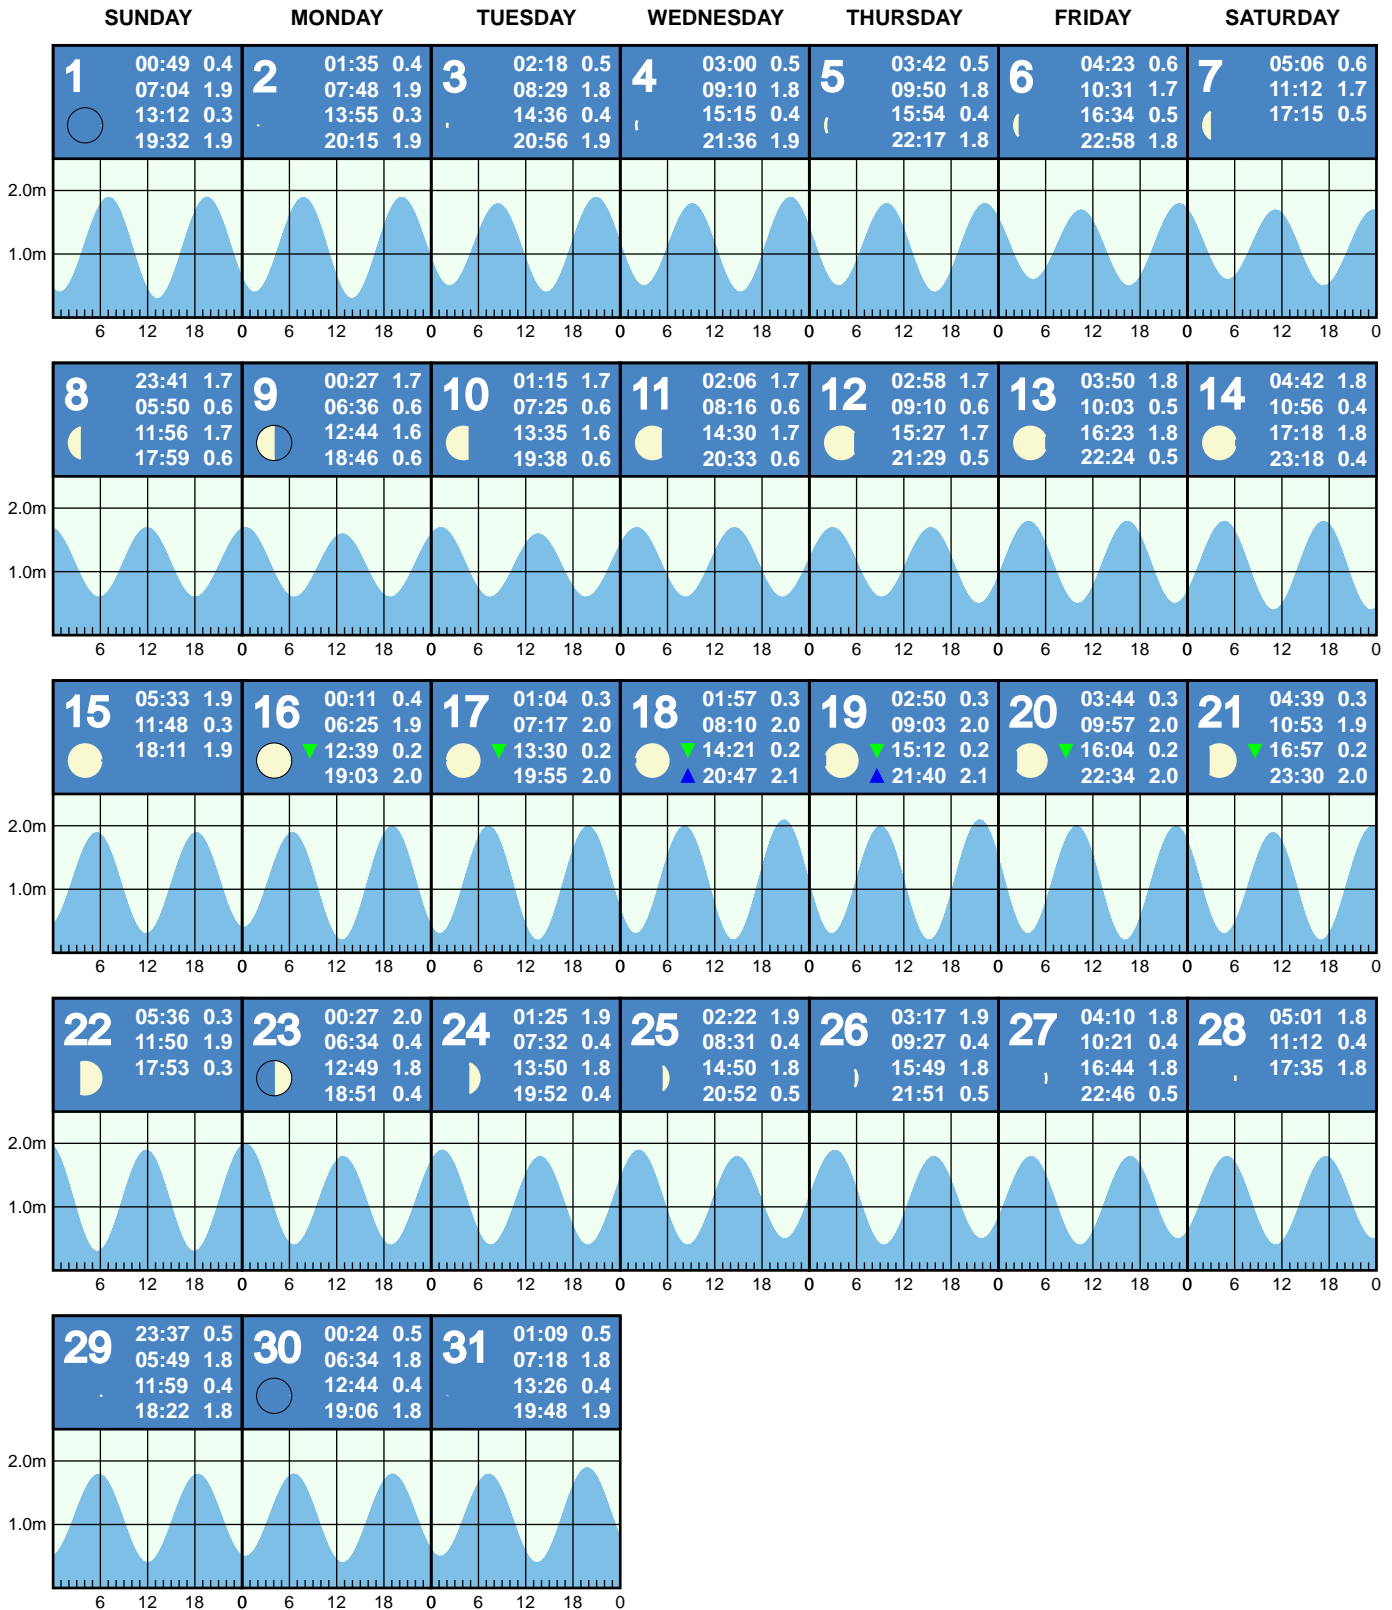 SUNDAY MONDAY TUESDAY WEDNESDAY THURSDAY FRIDAY SATURDAY
1 00:49 0.4
07:04 1.9
13:12 0.3
19:32 1.9
2 01:35 0.4
07:48 1.9
13:55 0.3
20:15 1.9
3 02:18 0.5
08:29 1.8
14:36 0.4
20:56 1.9
4 03:00 0.5
09:10 1.8
15:15 0.4
21:36 1.9
5 03:42 0.5
09:50 1.8
15:54 0.4
22:17 1.8
6 04:23 0.6
10:31 1.7
16:34 0.5
22:58 1.8
7 05:06 0.6
11:12 1.7
17:15 0.5
2.0m
1.0m
6 12 18 0 6 12 18 0 6 12 18 0 6 12 18 0 6 12 18 0 6 12 18 0 6 12 18 0
8 23:41 1.7
05:50 0.6
11:56 1.7
17:59 0.6
9 00:27 1.7
06:36 0.6
12:44 1.6
18:46 0.6
10 01:15 1.7
07:25 0.6
13:35 1.6
19:38 0.6
11 02:06 1.7
08:16 0.6
14:30 1.7
20:33 0.6
12 02:58 1.7
09:10 0.6
15:27 1.7
21:29 0.5
13 03:50 1.8
10:03 0.5
16:23 1.8
22:24 0.5
14 04:42 1.8
10:56 0.4
17:18 1.8
23:18 0.4
2.0m
1.0m
6 12 18 0 6 12 18 0 6 12 18 0 6 12 18 0 6 12 18 0 6 12 18 0 6 12 18 0
15 05:33 1.9
11:48 0.3
18:11 1.9
16 00:11 0.4
06:25 1.9
12:39 0.2
19:03 2.0
17 01:04 0.3
07:17 2.0
13:30 0.2
19:55 2.0
18 01:57 0.3
08:10 2.0
14:21 0.2
20:47 2.1
19 02:50 0.3
09:03 2.0
15:12 0.2
21:40 2.1
20 03:44 0.3
09:57 2.0
16:04 0.2
22:34 2.0
21 04:39 0.3
10:53 1.9
16:57 0.2
23:30 2.0
2.0m
1.0m
6 12 18 0 6 12 18 0 6 12 18 0 6 12 18 0 6 12 18 0 6 12 18 0 6 12 18 0
22 05:36 0.3
11:50 1.9
17:53 0.3
23 00:27 2.0
06:34 0.4
12:49 1.8
18:51 0.4
24 01:25 1.9
07:32 0.4
13:50 1.8
19:52 0.4
25 02:22 1.9
08:31 0.4
14:50 1.8
20:52 0.5
26 03:17 1.9
09:27 0.4
15:49 1.8
21:51 0.5
27 04:10 1.8
10:21 0.4
16:44 1.8
22:46 0.5
28 05:01 1.8
11:12 0.4
17:35 1.8
2.0m
1.0m
6 12 18 0 6 12 18 0 6 12 18 0 6 12 18 0 6 12 18 0 6 12 18 0 6 12 18 0
29 23:37 0.5
05:49 1.8
11:59 0.4
18:22 1.8
30 00:24 0.5
06:34 1.8
12:44 0.4
19:06 1.8
31 01:09 0.5
07:18 1.8
13:26 0.4
19:48 1.9
2.0m
1.0m
6 12 18 0 6 12 18 0 6 12 18 0